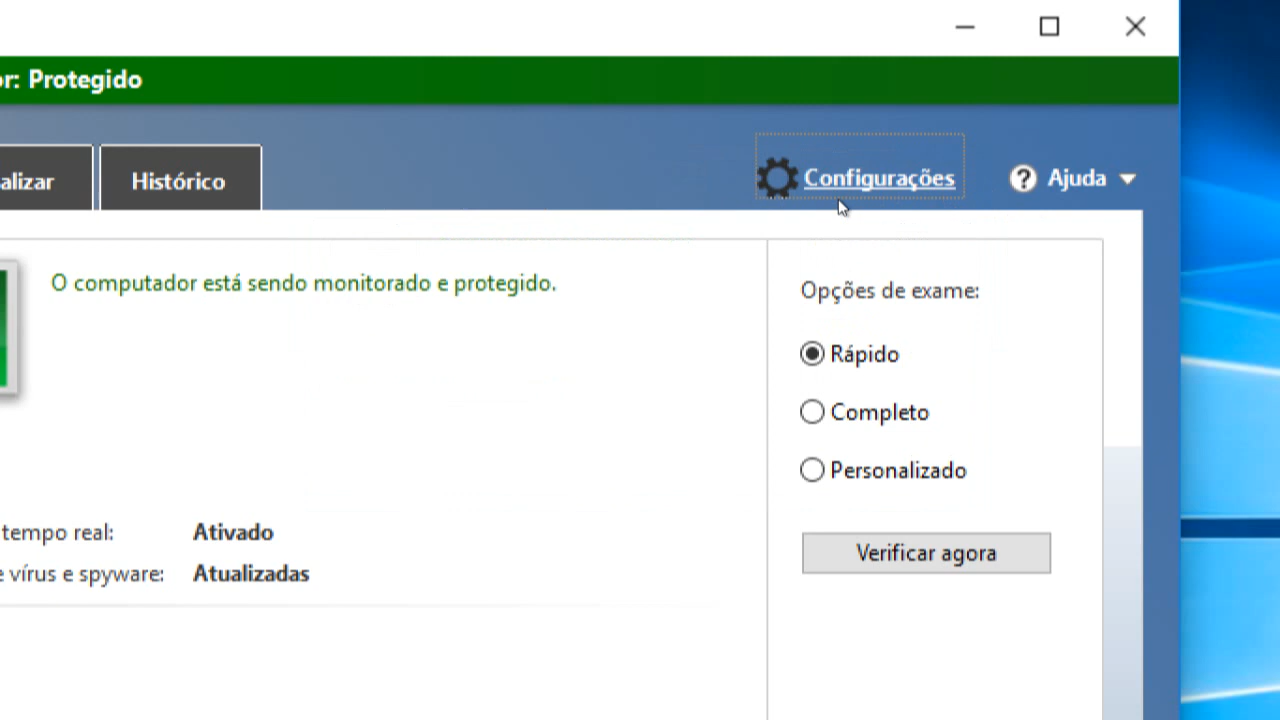 or: Protegido
alizar
Histórico
Configurações
Ajuda
O computador está sendo monitorado e protegido.
Opções de exame:
Rápido
Completo
Personalizado
tempo real: Ativado
e vírus e spyware: Atualizadas
Verificar agora